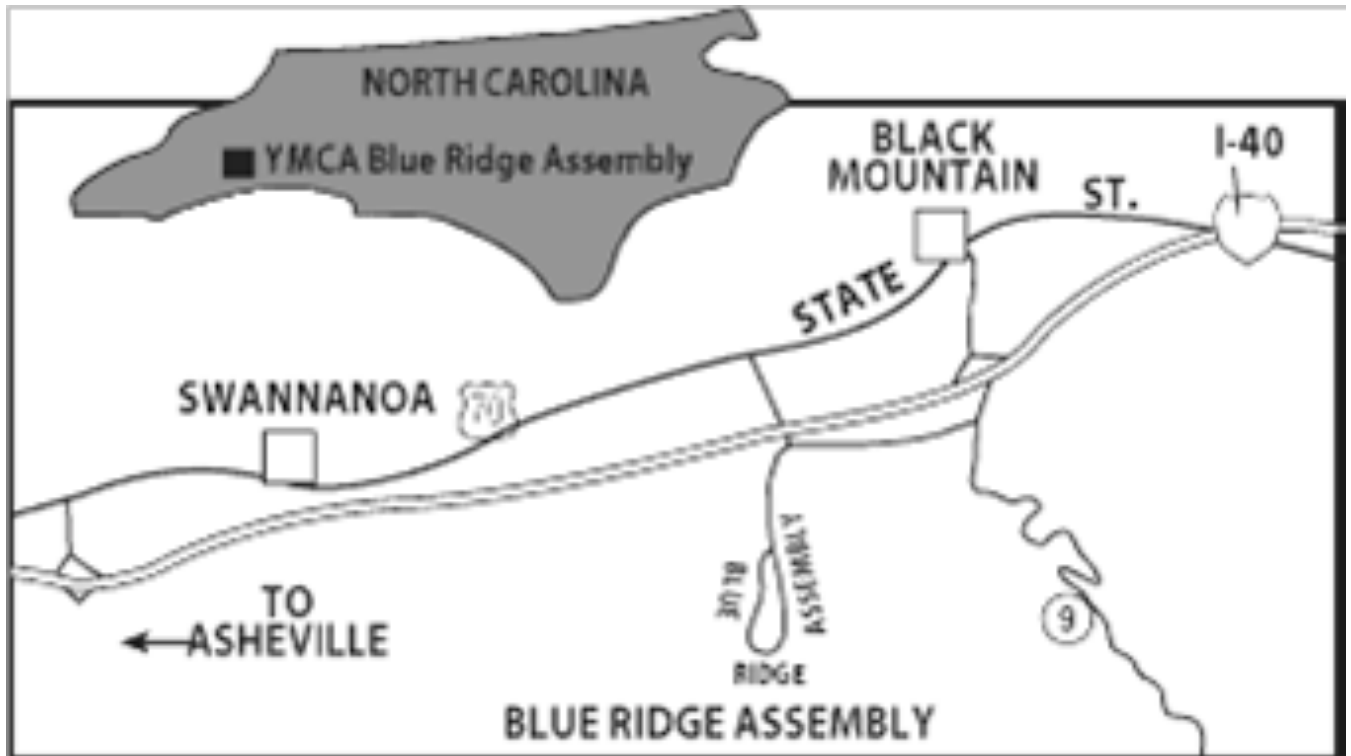 NORTH CAROLINA
YMCA Blue Ridge Assembly
BLACK
MOUNTAIN
I-40
ST.
STATE
SWANNANOA
70
BLUE
ASSEMBLY
RIDGE
9
TO
ASHEVILLE
BLUE RIDGE ASSEMBLY